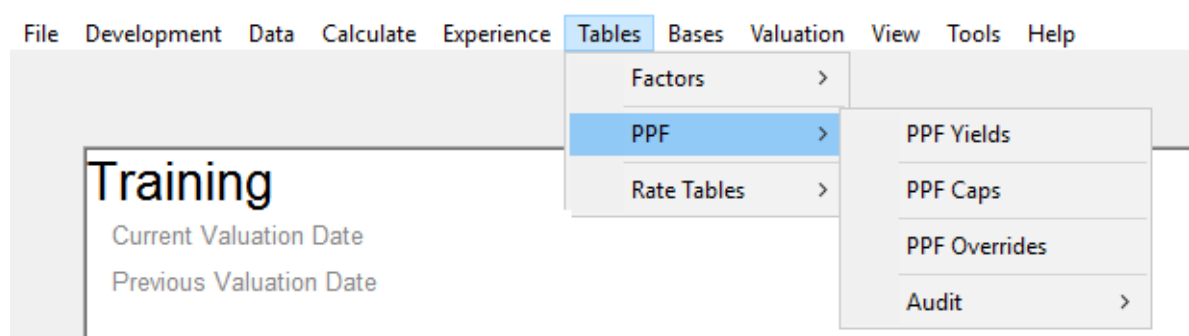 File Development Data Calculate Experience Tables Bases Valuation View Tools Help
Factors
PPF
Rate Tables
PPF Yields
PPF Caps
PPF Overrides
Audit
Training
Current Valuation Date
Previous Valuation Date